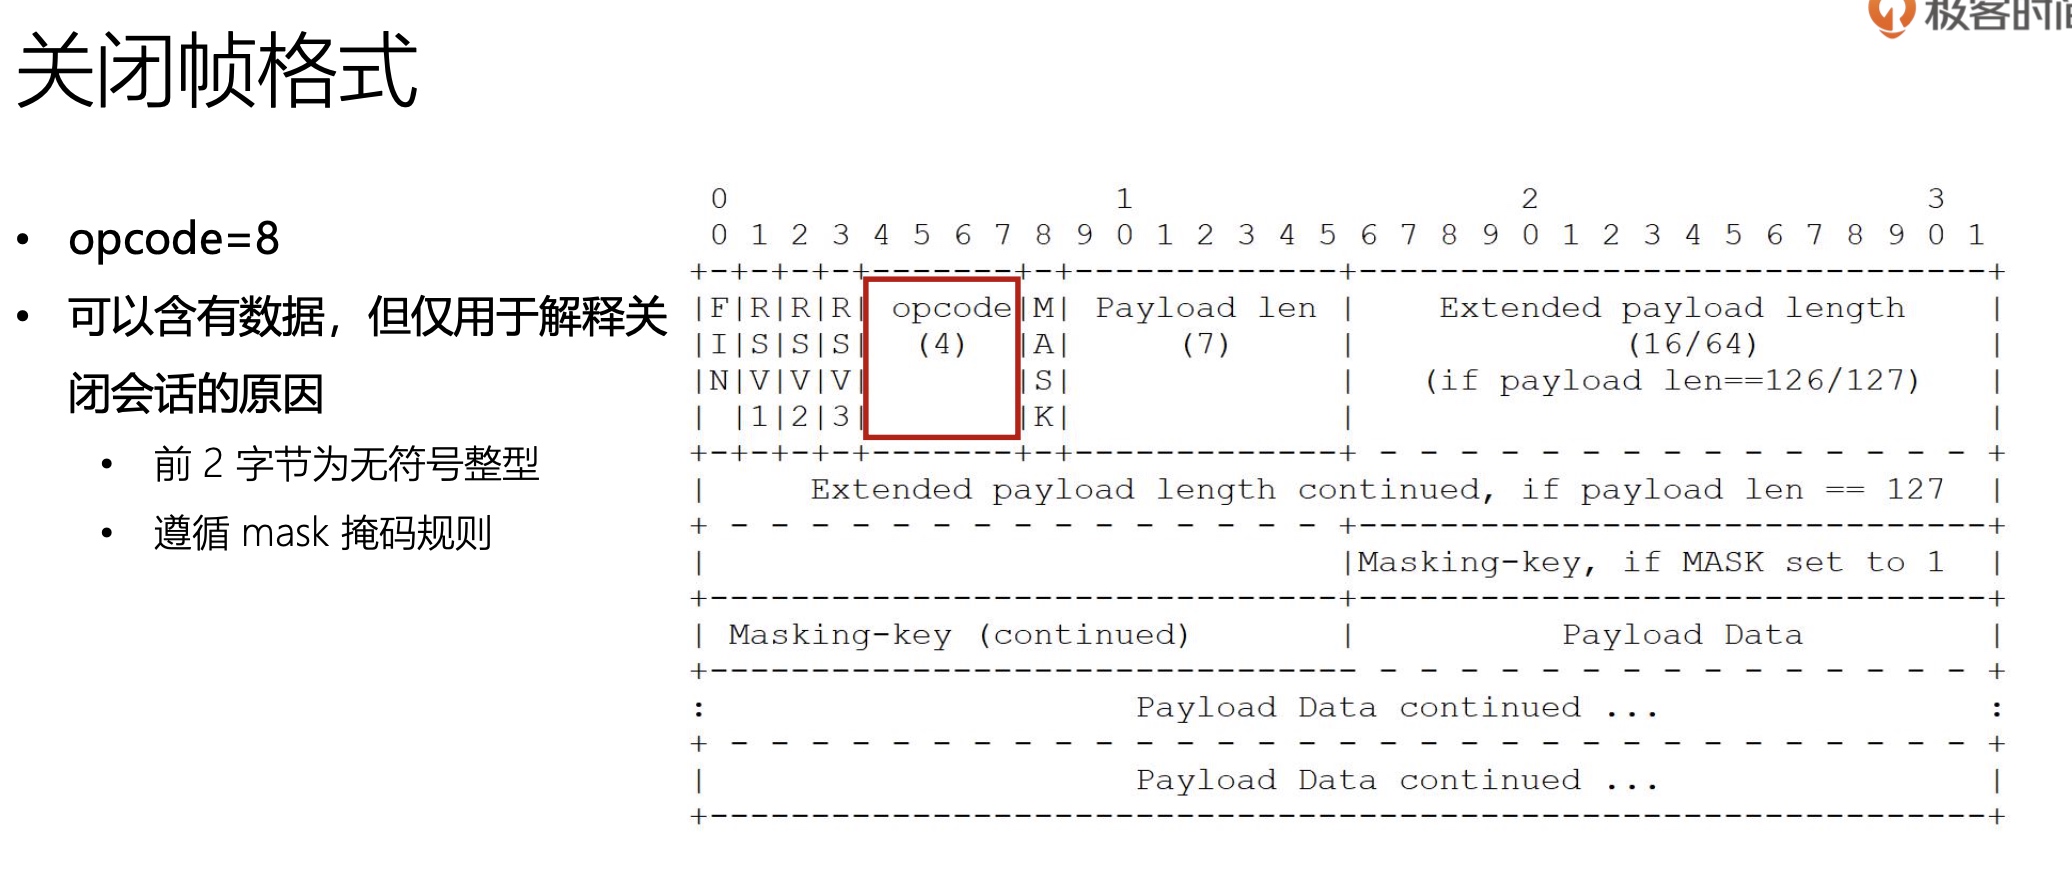 关闭帧格式
极客时间
• opcode=8
• 可以含有数据，但仅用于解释关
闭会话的原因
• 前 2 字节为无符号整型
• 遵循 mask 掩码规则
 0                   1                   2                   3
 0 1 2 3 4 5 6 7 8 9 0 1 2 3 4 5 6 7 8 9 0 1 2 3 4 5 6 7 8 9 0 1
+-+-+-+-+-------+-+-------------+-------------------------------+
|F|R|R|R| opcode|M| Payload len |    Extended payload length    |
|I|S|S|S|  (4)  |A|     (7)     |             (16/64)           |
|N|V|V|V|       |S|             |   (if payload len==126/127)   |
| |1|2|3|       |K|             |                               |
+-+-+-+-+-------+-+-------------+ - - - - - - - - - - - - - - - +
|     Extended payload length continued, if payload len == 127  |
+ - - - - - - - - - - - - - - - +-------------------------------+
|                               |Masking-key, if MASK set to 1  |
+-------------------------------+-------------------------------+
| Masking-key (continued)       |          Payload Data         |
+-------------------------------- - - - - - - - - - - - - - - - +
:                     Payload Data continued ...                :
+ - - - - - - - - - - - - - - - - - - - - - - - - - - - - - - - +
|                     Payload Data continued ...                |
+---------------------------------------------------------------+